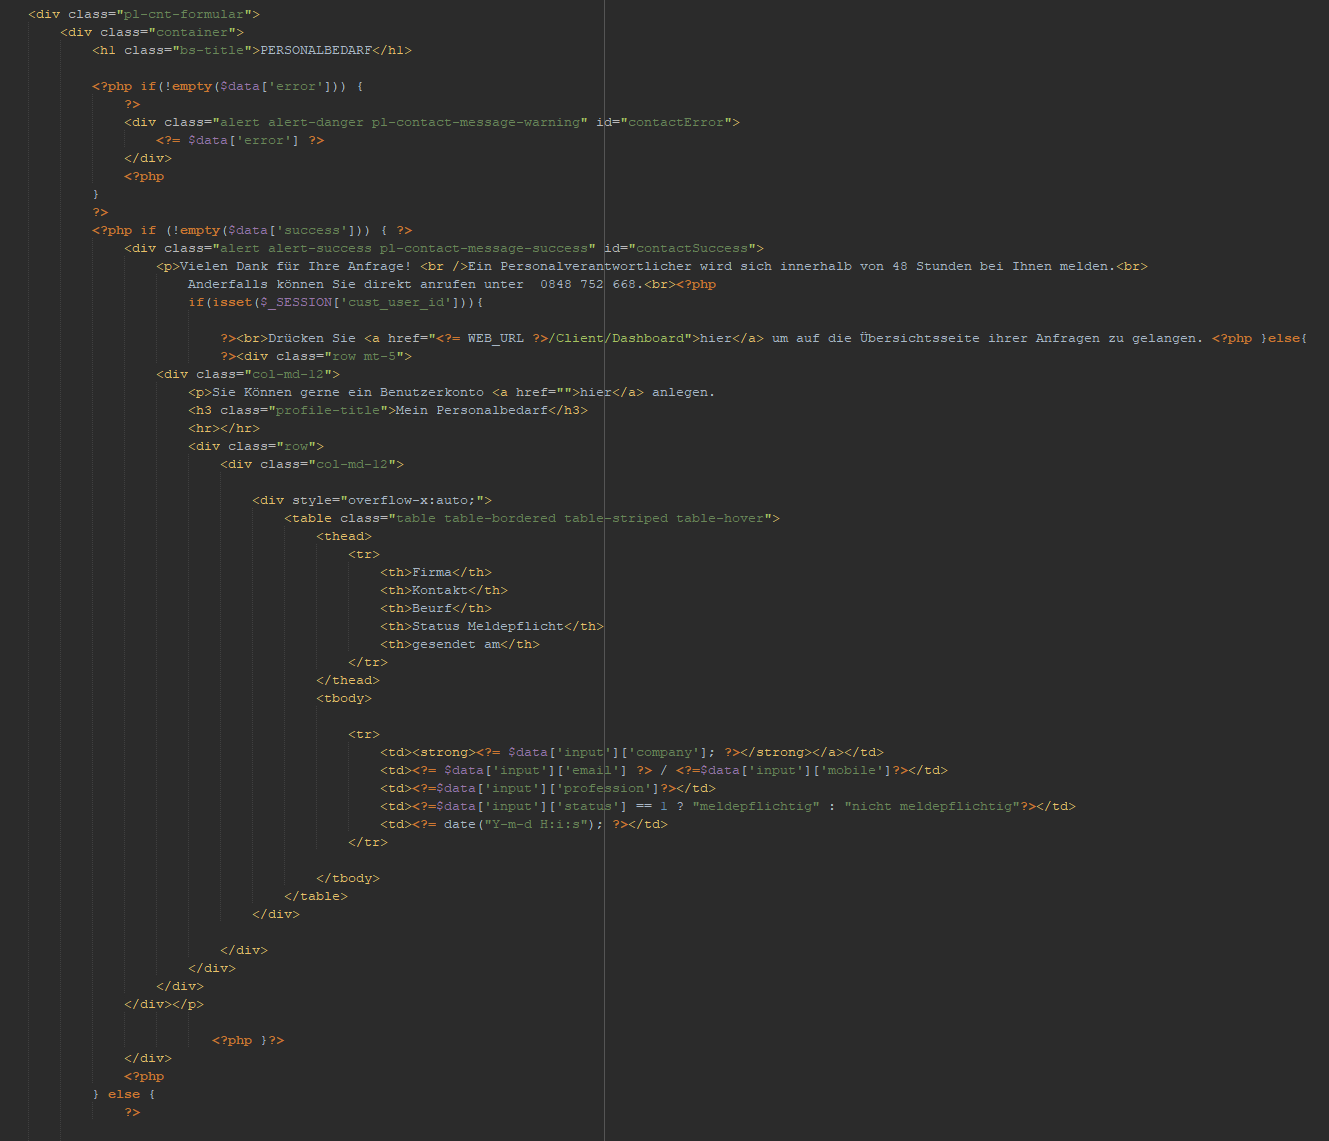 <div class="pl-cnt-formular">
<div class="container">
<h1 class="bs-title">PERSONALBEDARF</h1>
<?php if(!empty($data['error'])) {
?>
<div class="alert alert-danger pl-contact-message-warning" id="contactError">
<?= $data['error'] ?>
</div>
<?php
}
?>
<?php if (!empty($data['success'])) { ?>
<div class="alert alert-success pl-contact-message-success" id="contactSuccess">
<p>Vielen Dank für Ihre Anfrage! <br />Ein Personalverantwortlicher wird sich innerhalb von 48 Stunden bei Ihnen melden.<br>
Anderfalls können Sie direkt anrufen unter  0848 752 668.<br><?php
if(isset($_SESSION['cust_user_id'])){
?><br>Drücken Sie <a href="<?= WEB_URL ?>/Client/Dashboard">hier</a> um auf die Übersichtsseite ihrer Anfragen zu gelangen. <?php }else{
?><div class="row mt-5">
<div class="col-md-12">
<p>Sie Können gerne ein Benutzerkonto <a href="">hier</a> anlegen.
<h3 class="profile-title">Mein Personalbedarf</h3>
<hr></hr>
<div class="row">
<div class="col-md-12">
<div style="overflow-x:auto;">
<table class="table table-bordered table-striped table-hover">
<thead>
<tr>
<th>Firma</th>
<th>Kontakt</th>
<th>Beurf</th>
<th>Status Meldepflicht</th>
<th>gesendet am</th>
</tr>
</thead>
<tbody>
<tr>
<td><strong><?= $data['input']['company']; ?></strong></a></td>
<td><?= $data['input']['email'] ?> / <?=$data['input']['mobile']?></td>
<td><?=$data['input']['profession']?></td>
<td><?=$data['input']['status'] == 1 ? "meldepflichtig" : "nicht meldepflichtig"?></td>
<td><?= date("Y-m-d H:i:s"); ?></td>
</tr>
</tbody>
</table>
</div>
</div>
</div>
</div>
</div></p>
<?php }?>
</div>
<?php
} else {
?>